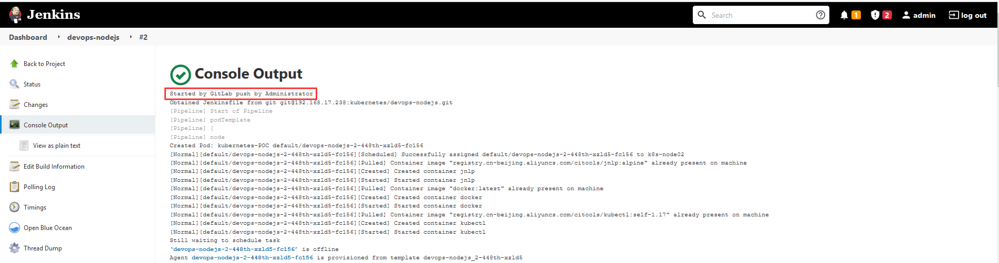 Jenkins
Search
1
2
admin
log out
Dashboard
devops-nodejs
#2
Back to Project
Status
Changes
Console Output
View as plain text
Edit Build Information
Polling Log
Timings
Open Blue Ocean
Thread Dump
Console Output
Started by GitLab push by Administrator
Obtained Jenkinsfile from git git@192.168.17.238:kubernetes/devops-nodejs.git
[Pipeline] Start of Pipeline
[Pipeline] podTemplate
[Pipeline] {
[Pipeline] node
Created Pod: kubernetes-POC default/devops-nodejs-2-448th-xzld5-fc156
[Normal][default/devops-nodejs-2-448th-xzld5-fc156][Scheduled] Successfully assigned default/devops-nodejs-2-448th-xzld5-fc156 to k8s-node02
[Normal][default/devops-nodejs-2-448th-xzld5-fc156][Pulled] Container image "registry.cn-beijing.aliyuncs.com/citools/jnlp:alpine" already present on machine
[Normal][default/devops-nodejs-2-448th-xzld5-fc156][Created] Created container jnlp
[Normal][default/devops-nodejs-2-448th-xzld5-fc156][Started] Started container jnlp
[Normal][default/devops-nodejs-2-448th-xzld5-fc156][Pulled] Container image "docker:latest" already present on machine
[Normal][default/devops-nodejs-2-448th-xzld5-fc156][Created] Created container docker
[Normal][default/devops-nodejs-2-448th-xzld5-fc156][Started] Started container docker
[Normal][default/devops-nodejs-2-448th-xzld5-fc156][Pulled] Container image "registry.cn-beijing.aliyuncs.com/citools/kubectl:self-1.17" already present on machine
[Normal][default/devops-nodejs-2-448th-xzld5-fc156][Created] Created container kubectl
[Normal][default/devops-nodejs-2-448th-xzld5-fc156][Started] Started container kubectl
Still waiting to schedule task
‘devops-nodejs-2-448th-xzld5-fc156’ is offline
Agent devops-nodejs-2-448th-xzld5-fc156 is provisioned from template devops-nodejs_2-448th-xzld5